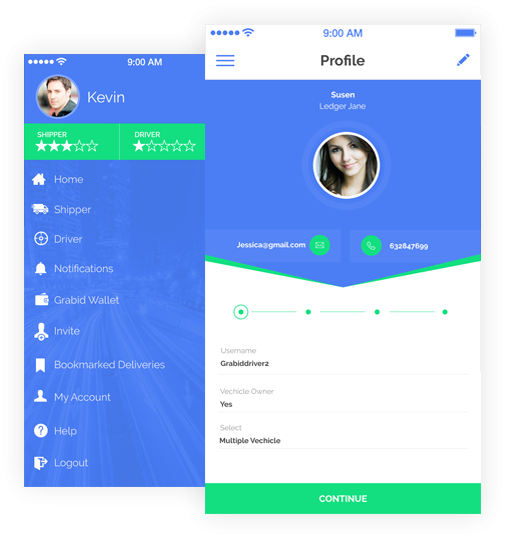 9:00 AM
Kevin
SHIPPER
DRIVER
Home
Shipper
Driver
Notifications
Grabid Wallet
Invite
Bookmarked Deliveries
My Account
Help
Logout
9:00 AM
Profile
Susen
Ledger Jane
Jessica@gmail.com
632847699
Username
Grabiddriver2
Vechicle Owner
Yes
Select
Multiple Vechicle
CONTINUE